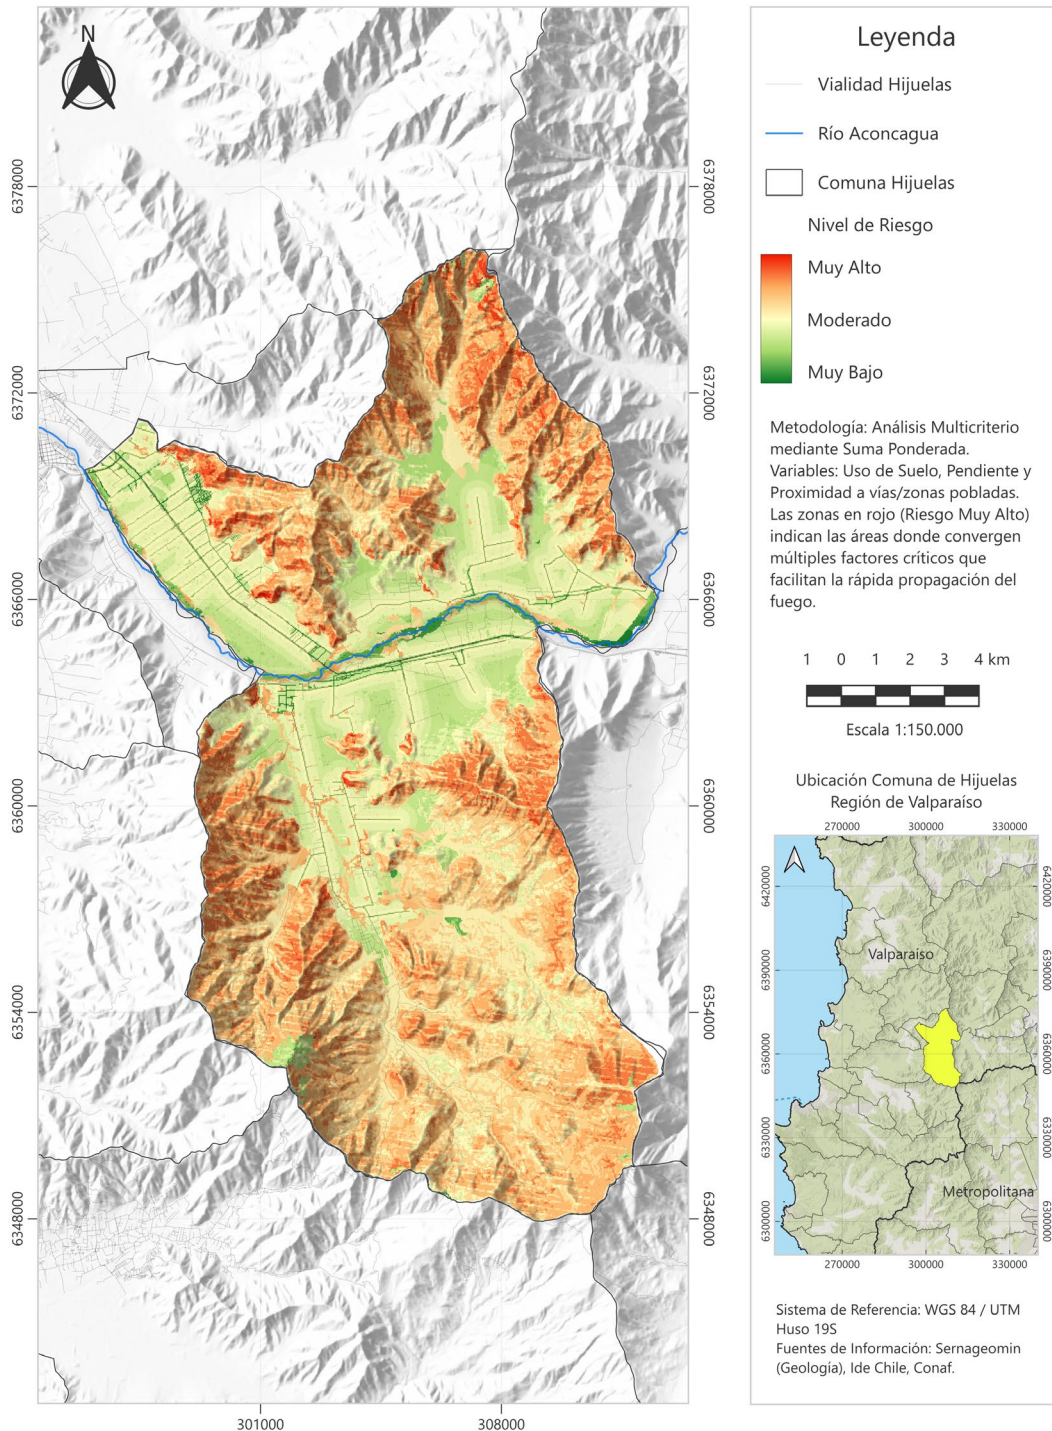 N
6378000
6372000
6366000
6360000
6354000
6348000
6378000
6372000
6366000
6360000
6354000
6348000
301000
308000
Leyenda
Vialidad Hijuelas
Río Aconcagua
Comuna Hijuelas
Nivel de Riesgo
Muy Alto
Moderado
Muy Bajo
Metodología: Análisis Multicriterio
mediante Suma Ponderada.
Variables: Uso de Suelo, Pendiente y
Proximidad a vías/zonas pobladas.
Las zonas en rojo (Riesgo Muy Alto)
indican las áreas donde convergen
múltiples factores críticos que
facilitan la rápida propagación del
fuego.
1 0 1 2 3 4 km
Escala 1:150.000
Ubicación Comuna de Hijuelas
Región de Valparaíso
270000 300000 330000
6420000
6390000
6360000
6330000
6300000
6420000
6390000
6360000
6330000
6300000
Valparaíso
Metropolitana
270000 300000 330000
Sistema de Referencia: WGS 84 / UTM
Huso 19S
Fuentes de Información: Sernageomin
(Geología), Ide Chile, Conaf.